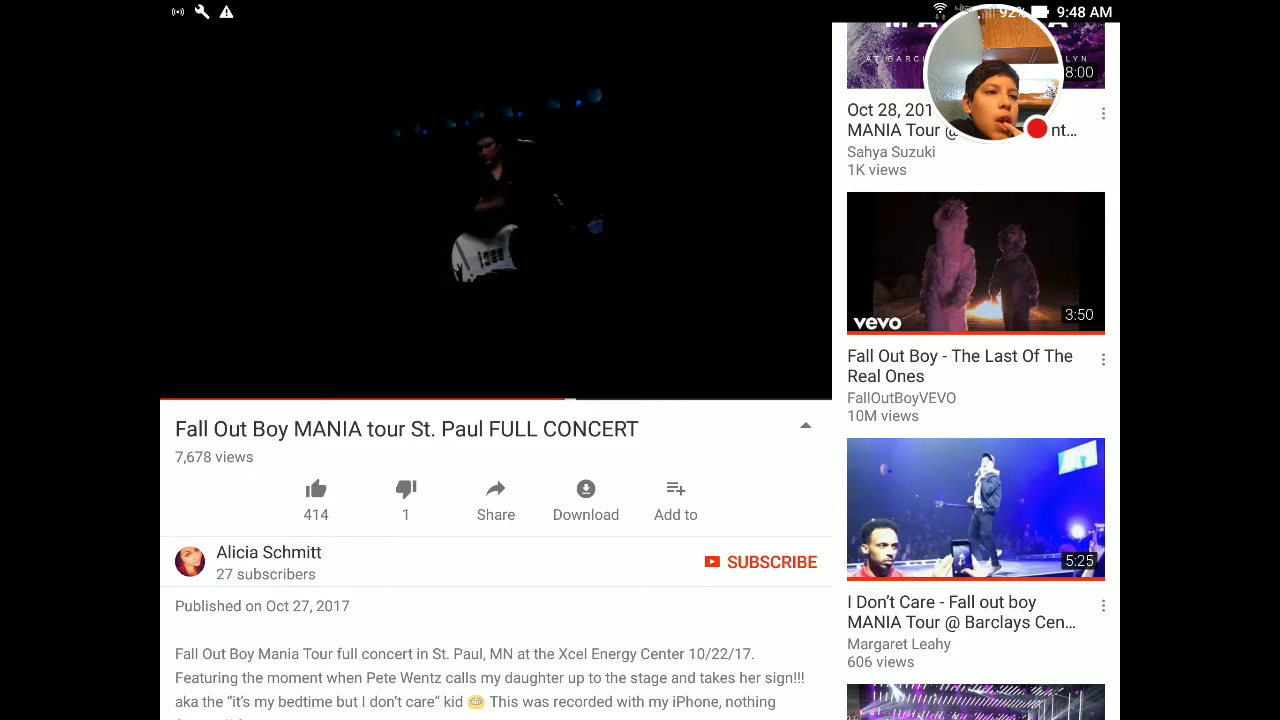 92%
9:48 AM
Fall Out Boy MANIA tour St. Paul FULL CONCERT
7,678 views
414
1
Share
Download
Add to
Alicia Schmitt
27 subscribers
SUBSCRIBE
Published on Oct 27, 2017
Fall Out Boy Mania Tour full concert in St. Paul, MN at the Xcel Energy Center 10/22/17.
Featuring the moment when Pete Wentz calls my daughter up to the stage and takes her sign!!!
aka the “it's my bedtime but I don't care“ kid 😁 This was recorded with my iPhone, nothing
8:00
Oct 28, 201
MANIA Tour @ nt...
Sahya Suzuki
1K views
vevo
3:50
Fall Out Boy - The Last Of The
Real Ones
FallOutBoyVEVO
10M views
5:25
I Don’t Care - Fall out boy
MANIA Tour @ Barclays Cen...
Margaret Leahy
606 views